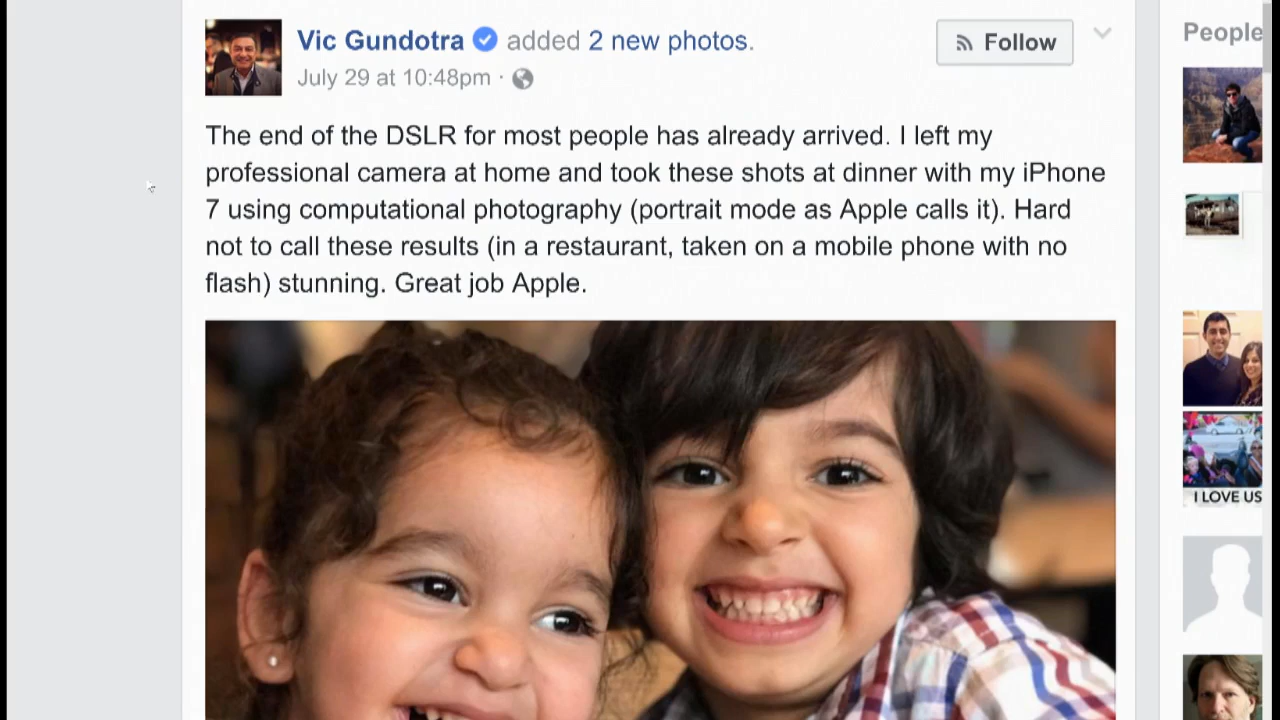 Vic Gundotra added 2 new photos.
Follow
People
July 29 at 10:48pm ·
The end of the DSLR for most people has already arrived. I left my
professional camera at home and took these shots at dinner with my iPhone
7 using computational photography (portrait mode as Apple calls it). Hard
not to call these results (in a restaurant, taken on a mobile phone with no
flash) stunning. Great job Apple.
I LOVE US